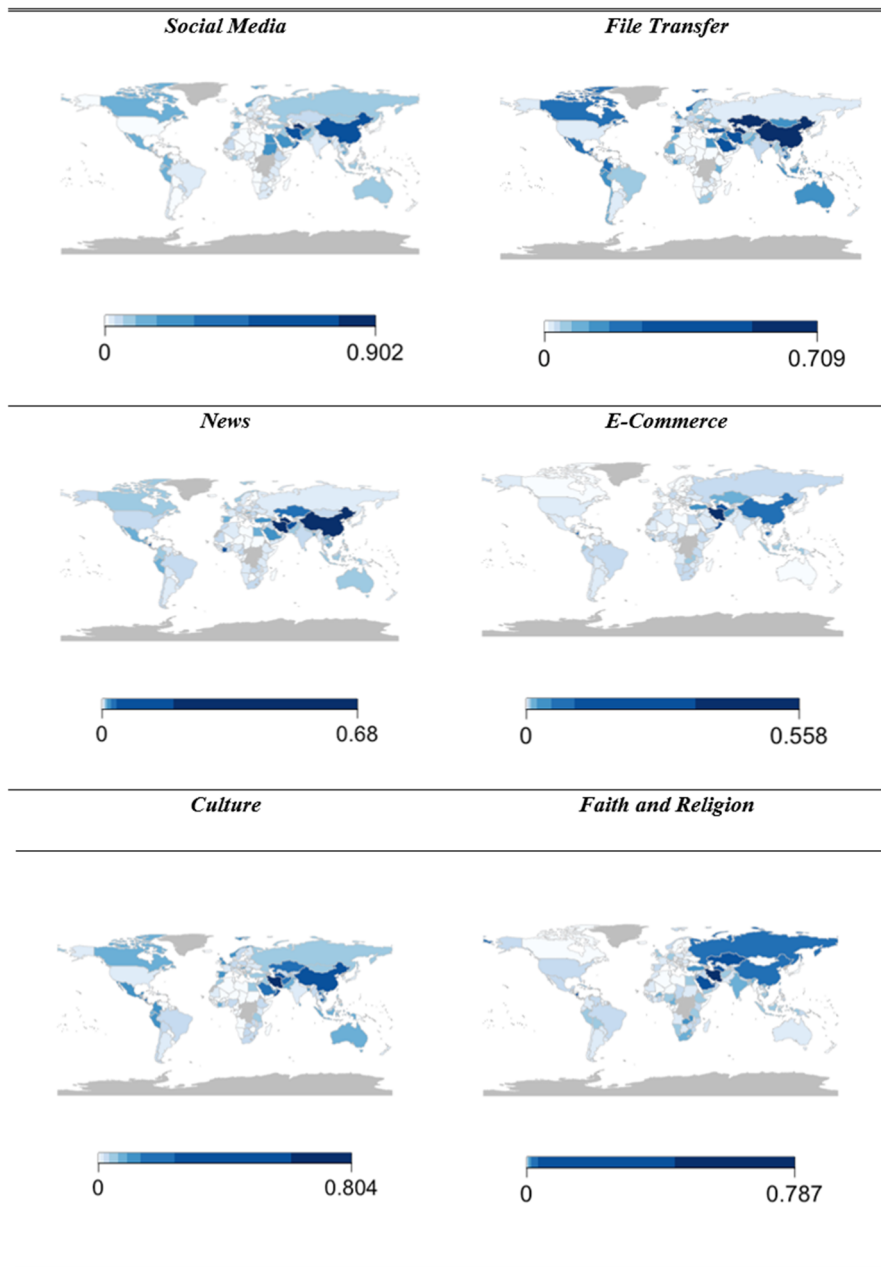 Social Media
File Transfer
0
0.902
0
0.709
News
E-Commerce
0
0.68
0
0.558
Culture
Faith and Religion
0
0.804
0
0.787